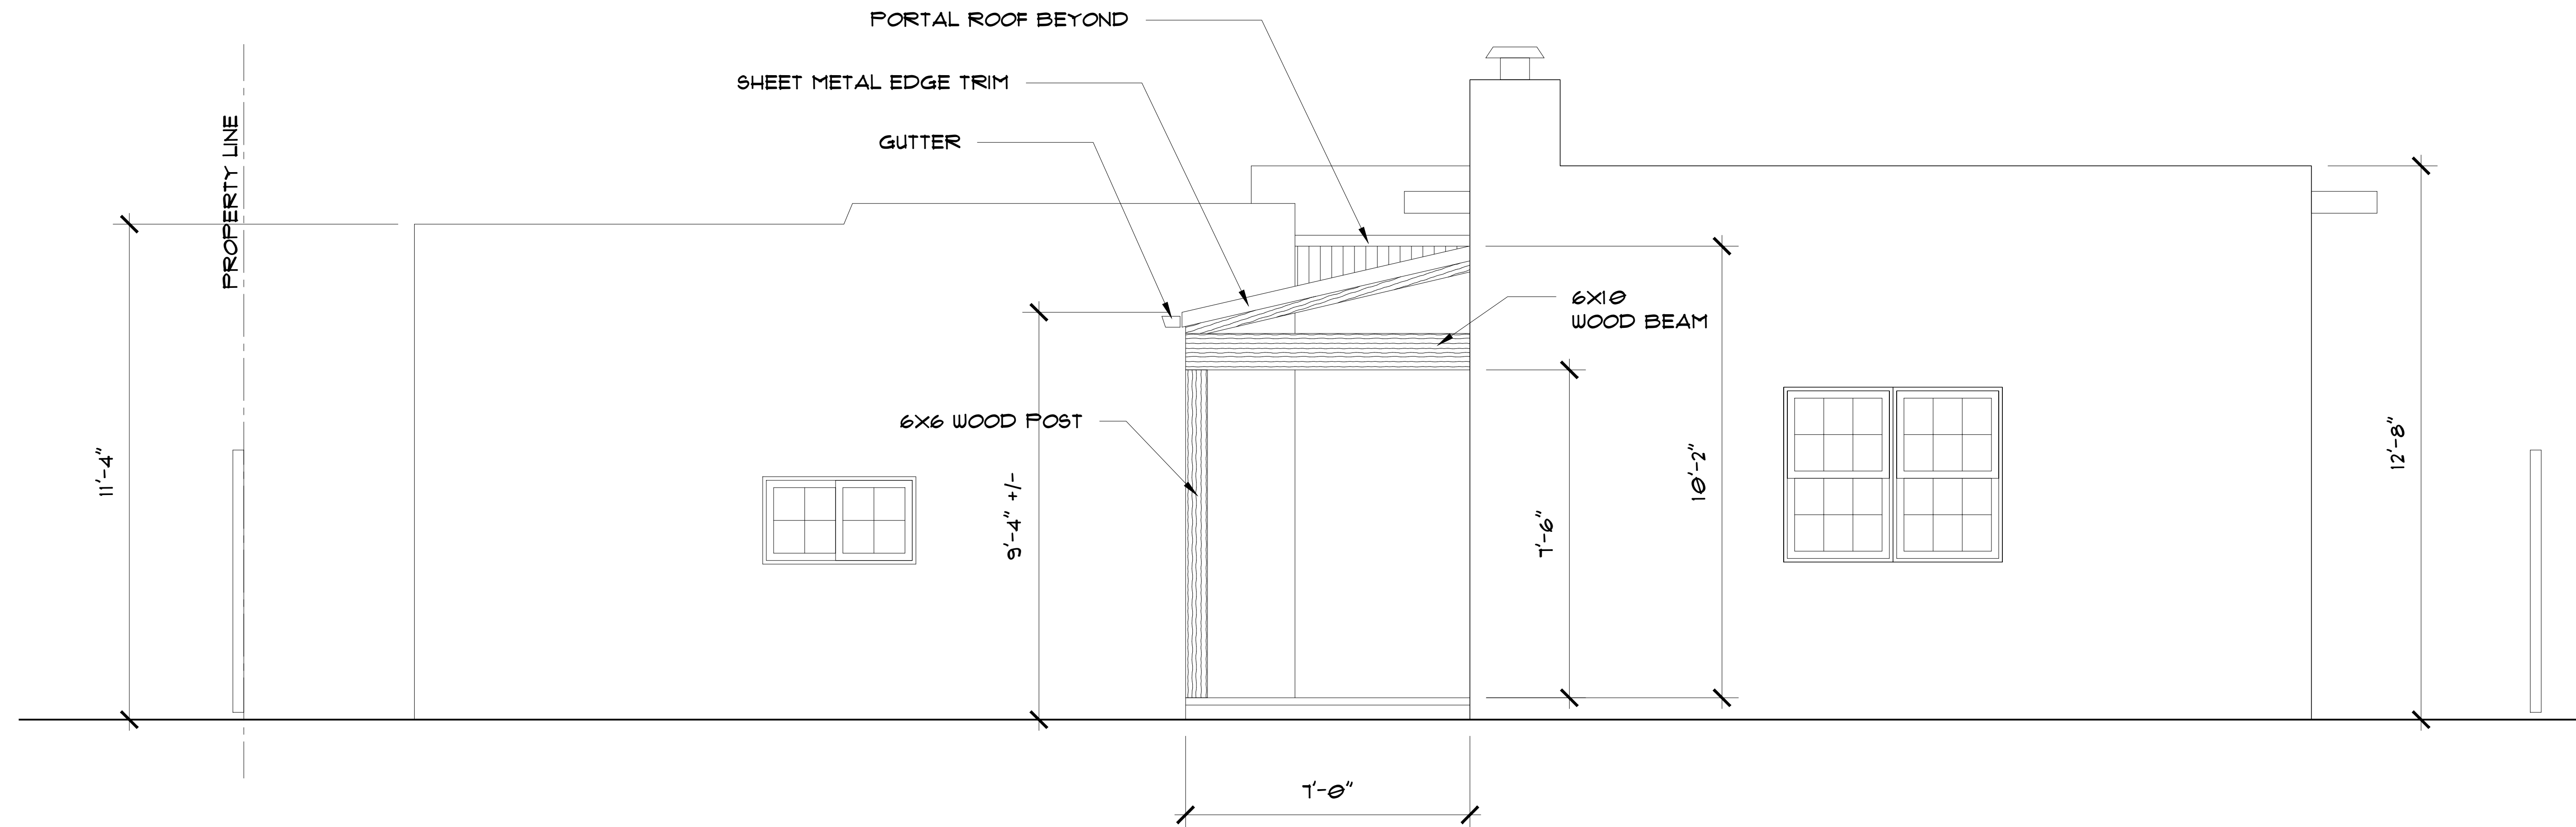 PORTAL ROOF BEYOND
SHEET METAL EDGE TRIM
GUTTER
PROPERTY LINE
6X10
WOOD BEAM
6X6 WOOD POST
11'-4"
9'-4" +/-
7'-6"
10'-2"
12'-8"
7'-0"